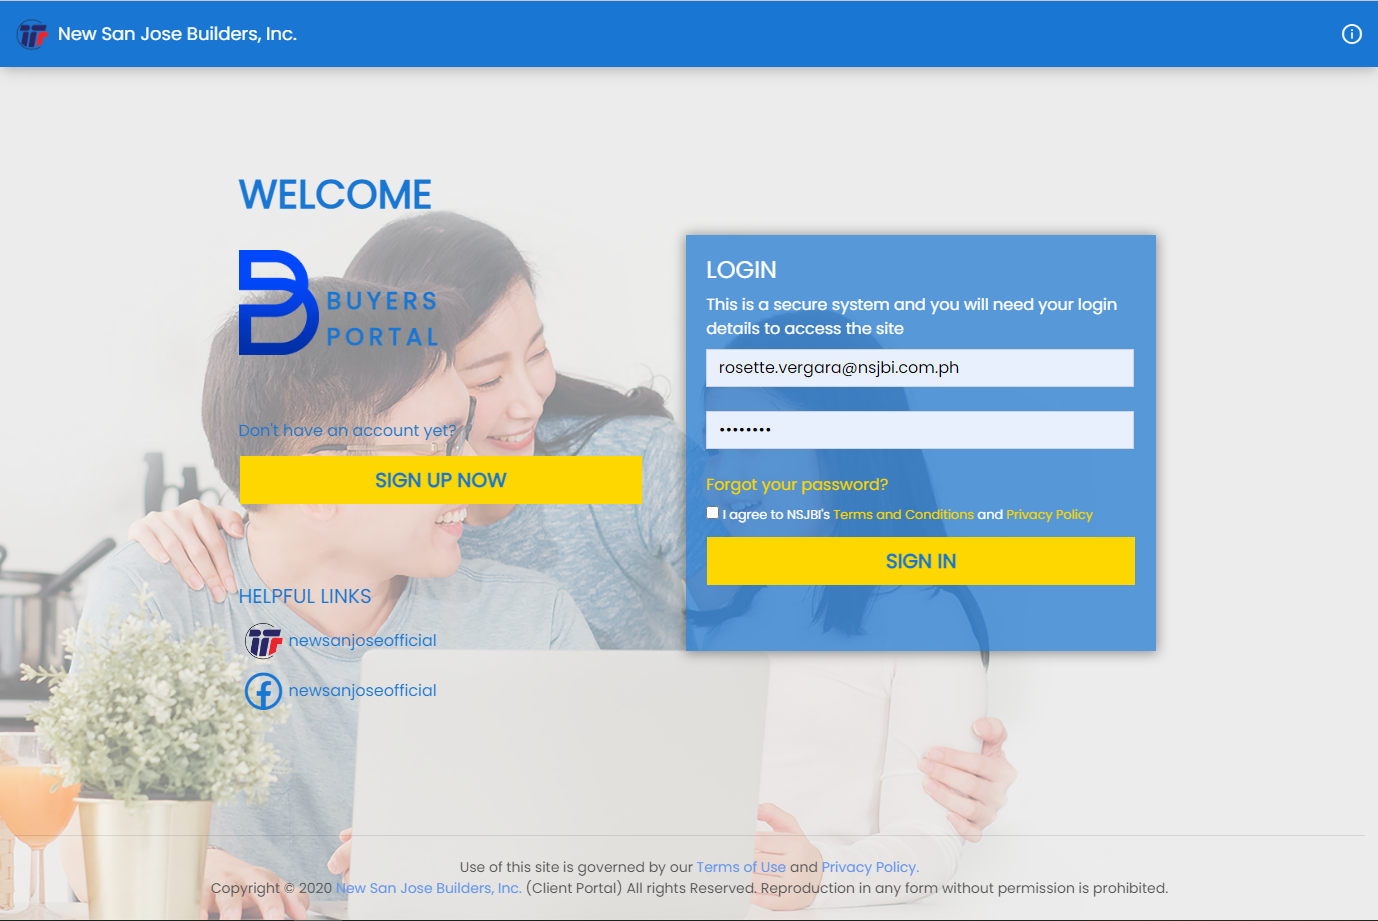 New San Jose Builders, Inc.
WELCOME
BUYERS
PORTAL
Don't have an account yet?
SIGN UP NOW
HELPFUL LINKS
newsanjoseofficial
newsanjoseofficial
LOGIN
This is a secure system and you will need your login
details to access the site
rosette.vergara@nsjbi.com.ph
••••••••
Forgot your password?
I agree to NSJBI's Terms and Conditions and Privacy Policy
SIGN IN
Use of this site is governed by our Terms of Use and Privacy Policy.
Copyright © 2020 New San Jose Builders, Inc. (Client Portal) All rights Reserved. Reproduction in any form without permission is prohibited.